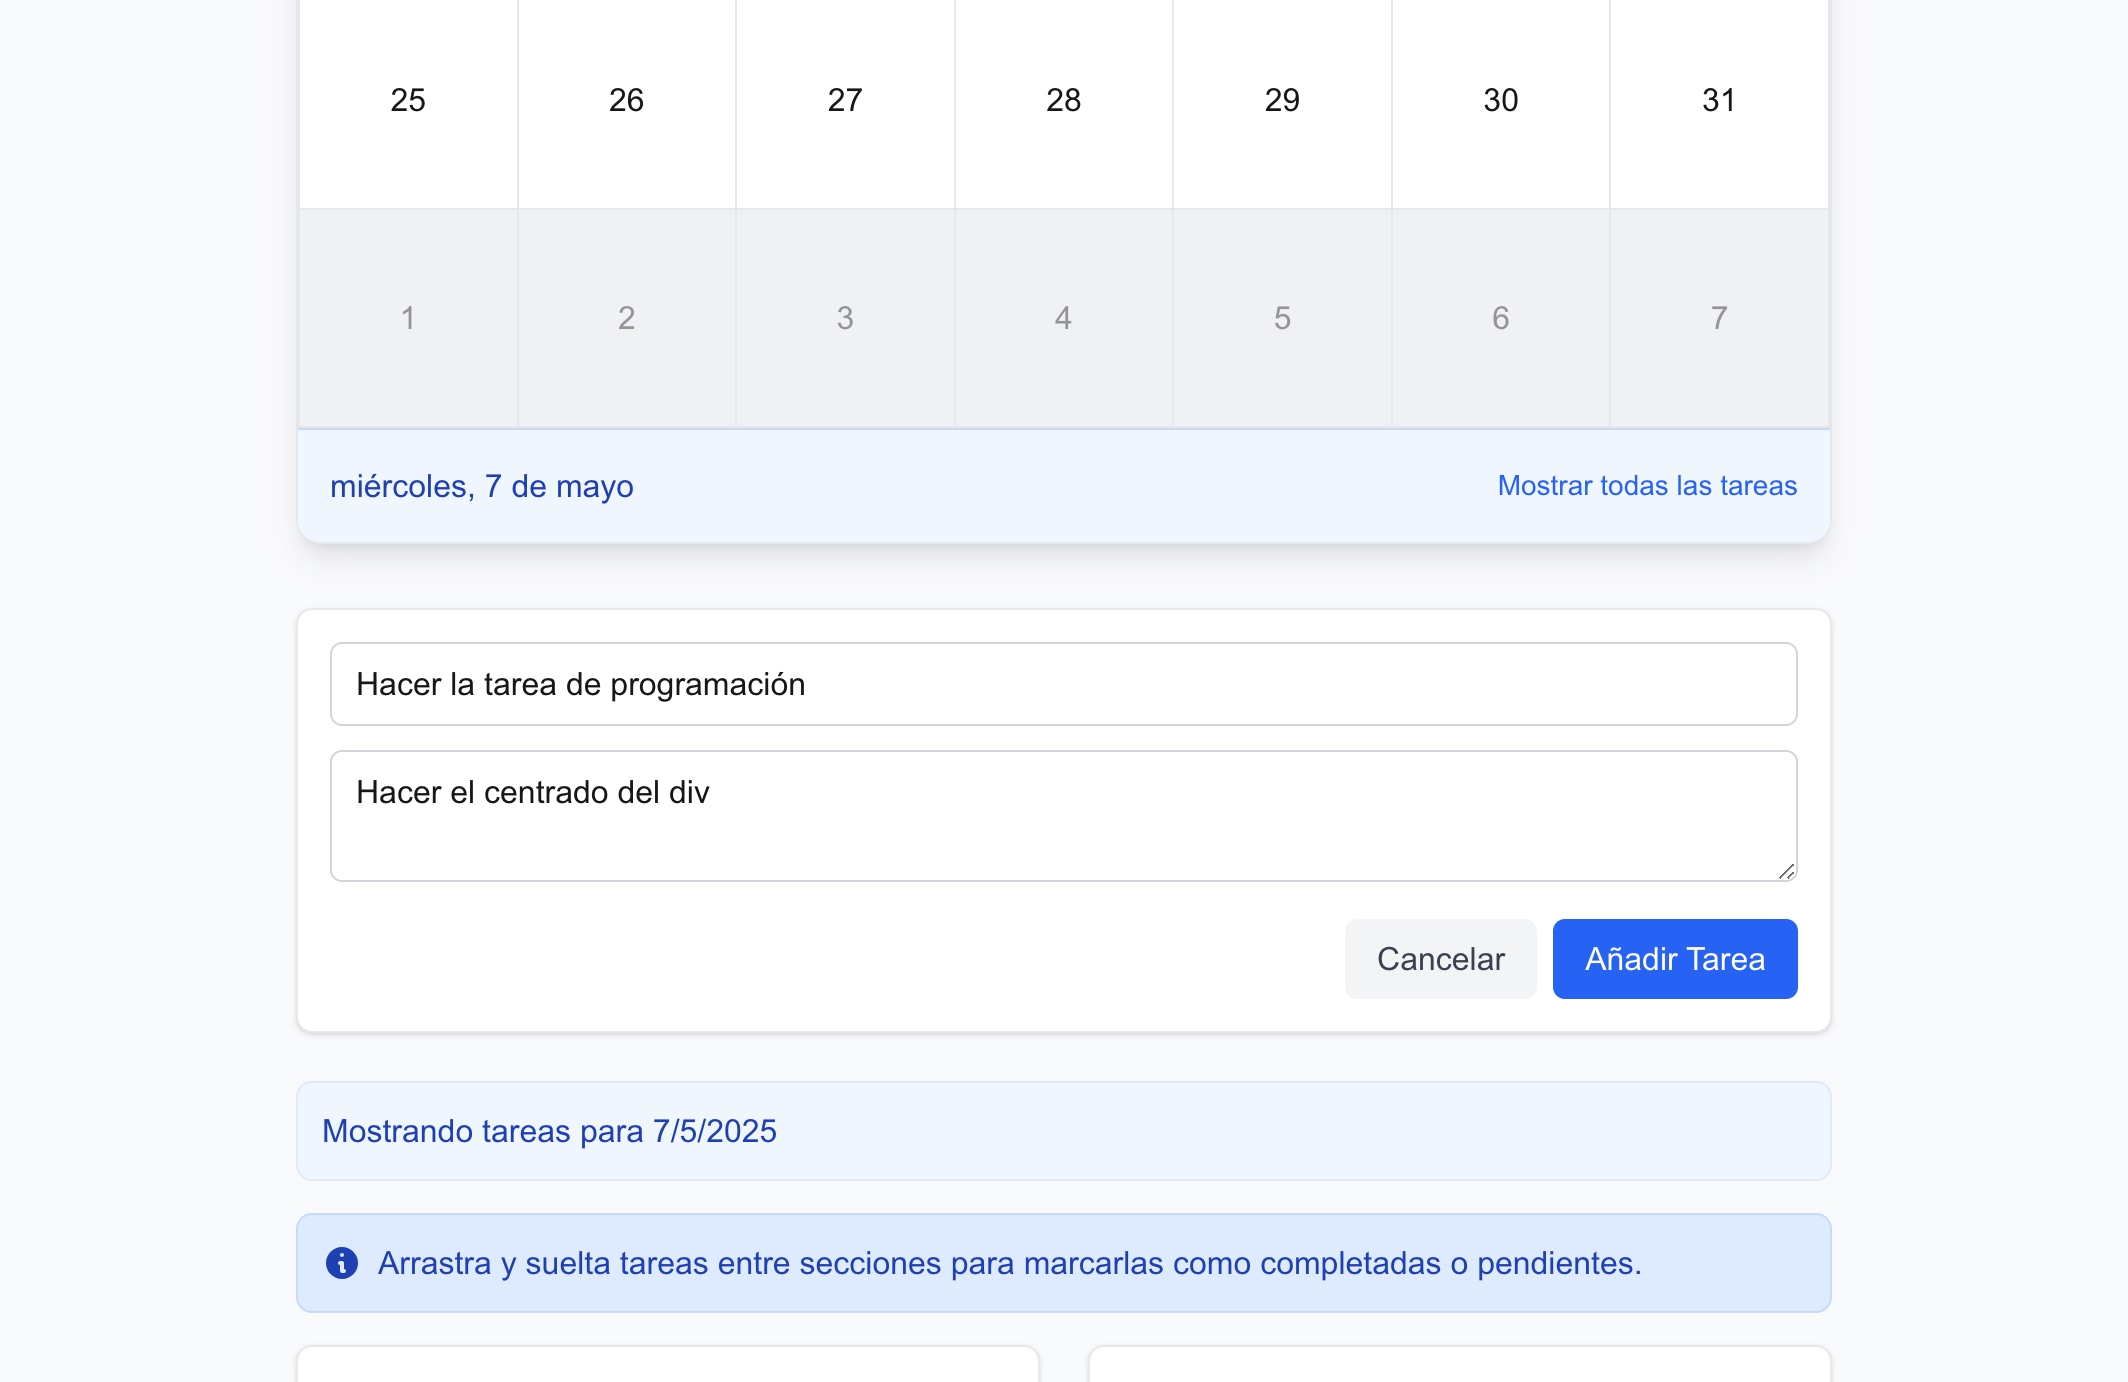 25 26 27 28 29 30 31
1 2 3 4 5 6 7
miércoles, 7 de mayo Mostrar todas las tareas
Hacer la tarea de programación
Hacer el centrado del div
Cancelar Añadir Tarea
Mostrando tareas para 7/5/2025
Arrastra y suelta tareas entre secciones para marcarlas como completadas o pendientes.